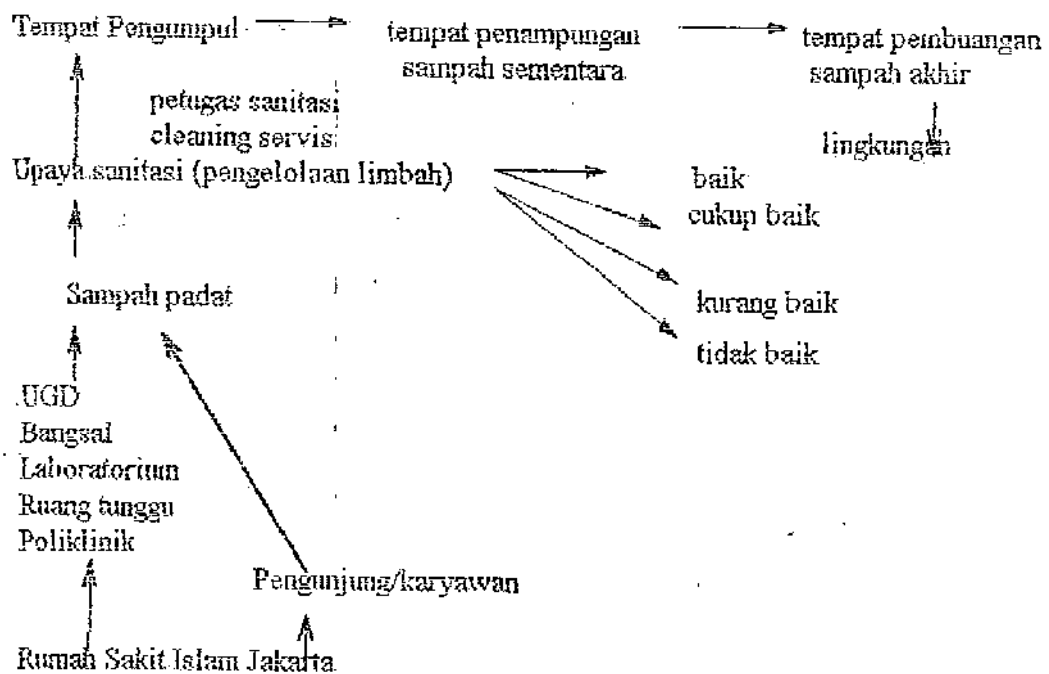 Tempat Pengumpul
tempat penampungan
sampah sementara
tempat pembuangan
sampah akhir
petugas sanitasi
cleaning servis
lingkungan
Upaya sanitasi (pengelolaan limbah)
baik
cukup baik
kurang baik
tidak baik
Sampah padat
UGD
Bangsal
Laboratorium
Ruang tunggu
Poliklinik
Pengunjung/karyawan
Rumah Sakit Islam Jakarta